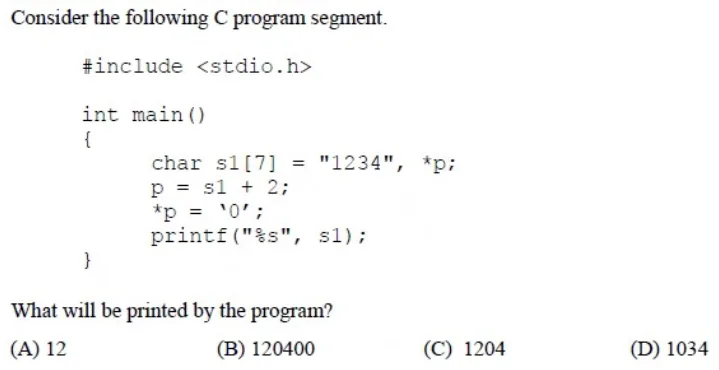 Consider the following C program segment.
#include <stdio.h>
int main()
{
char s1[7] = "1234", *p;
p = s1 + 2;
*p = ‘0’;
printf("%s", s1);
}
What will be printed by the program?
(A) 12 (B) 120400 (C) 1204 (D) 1034